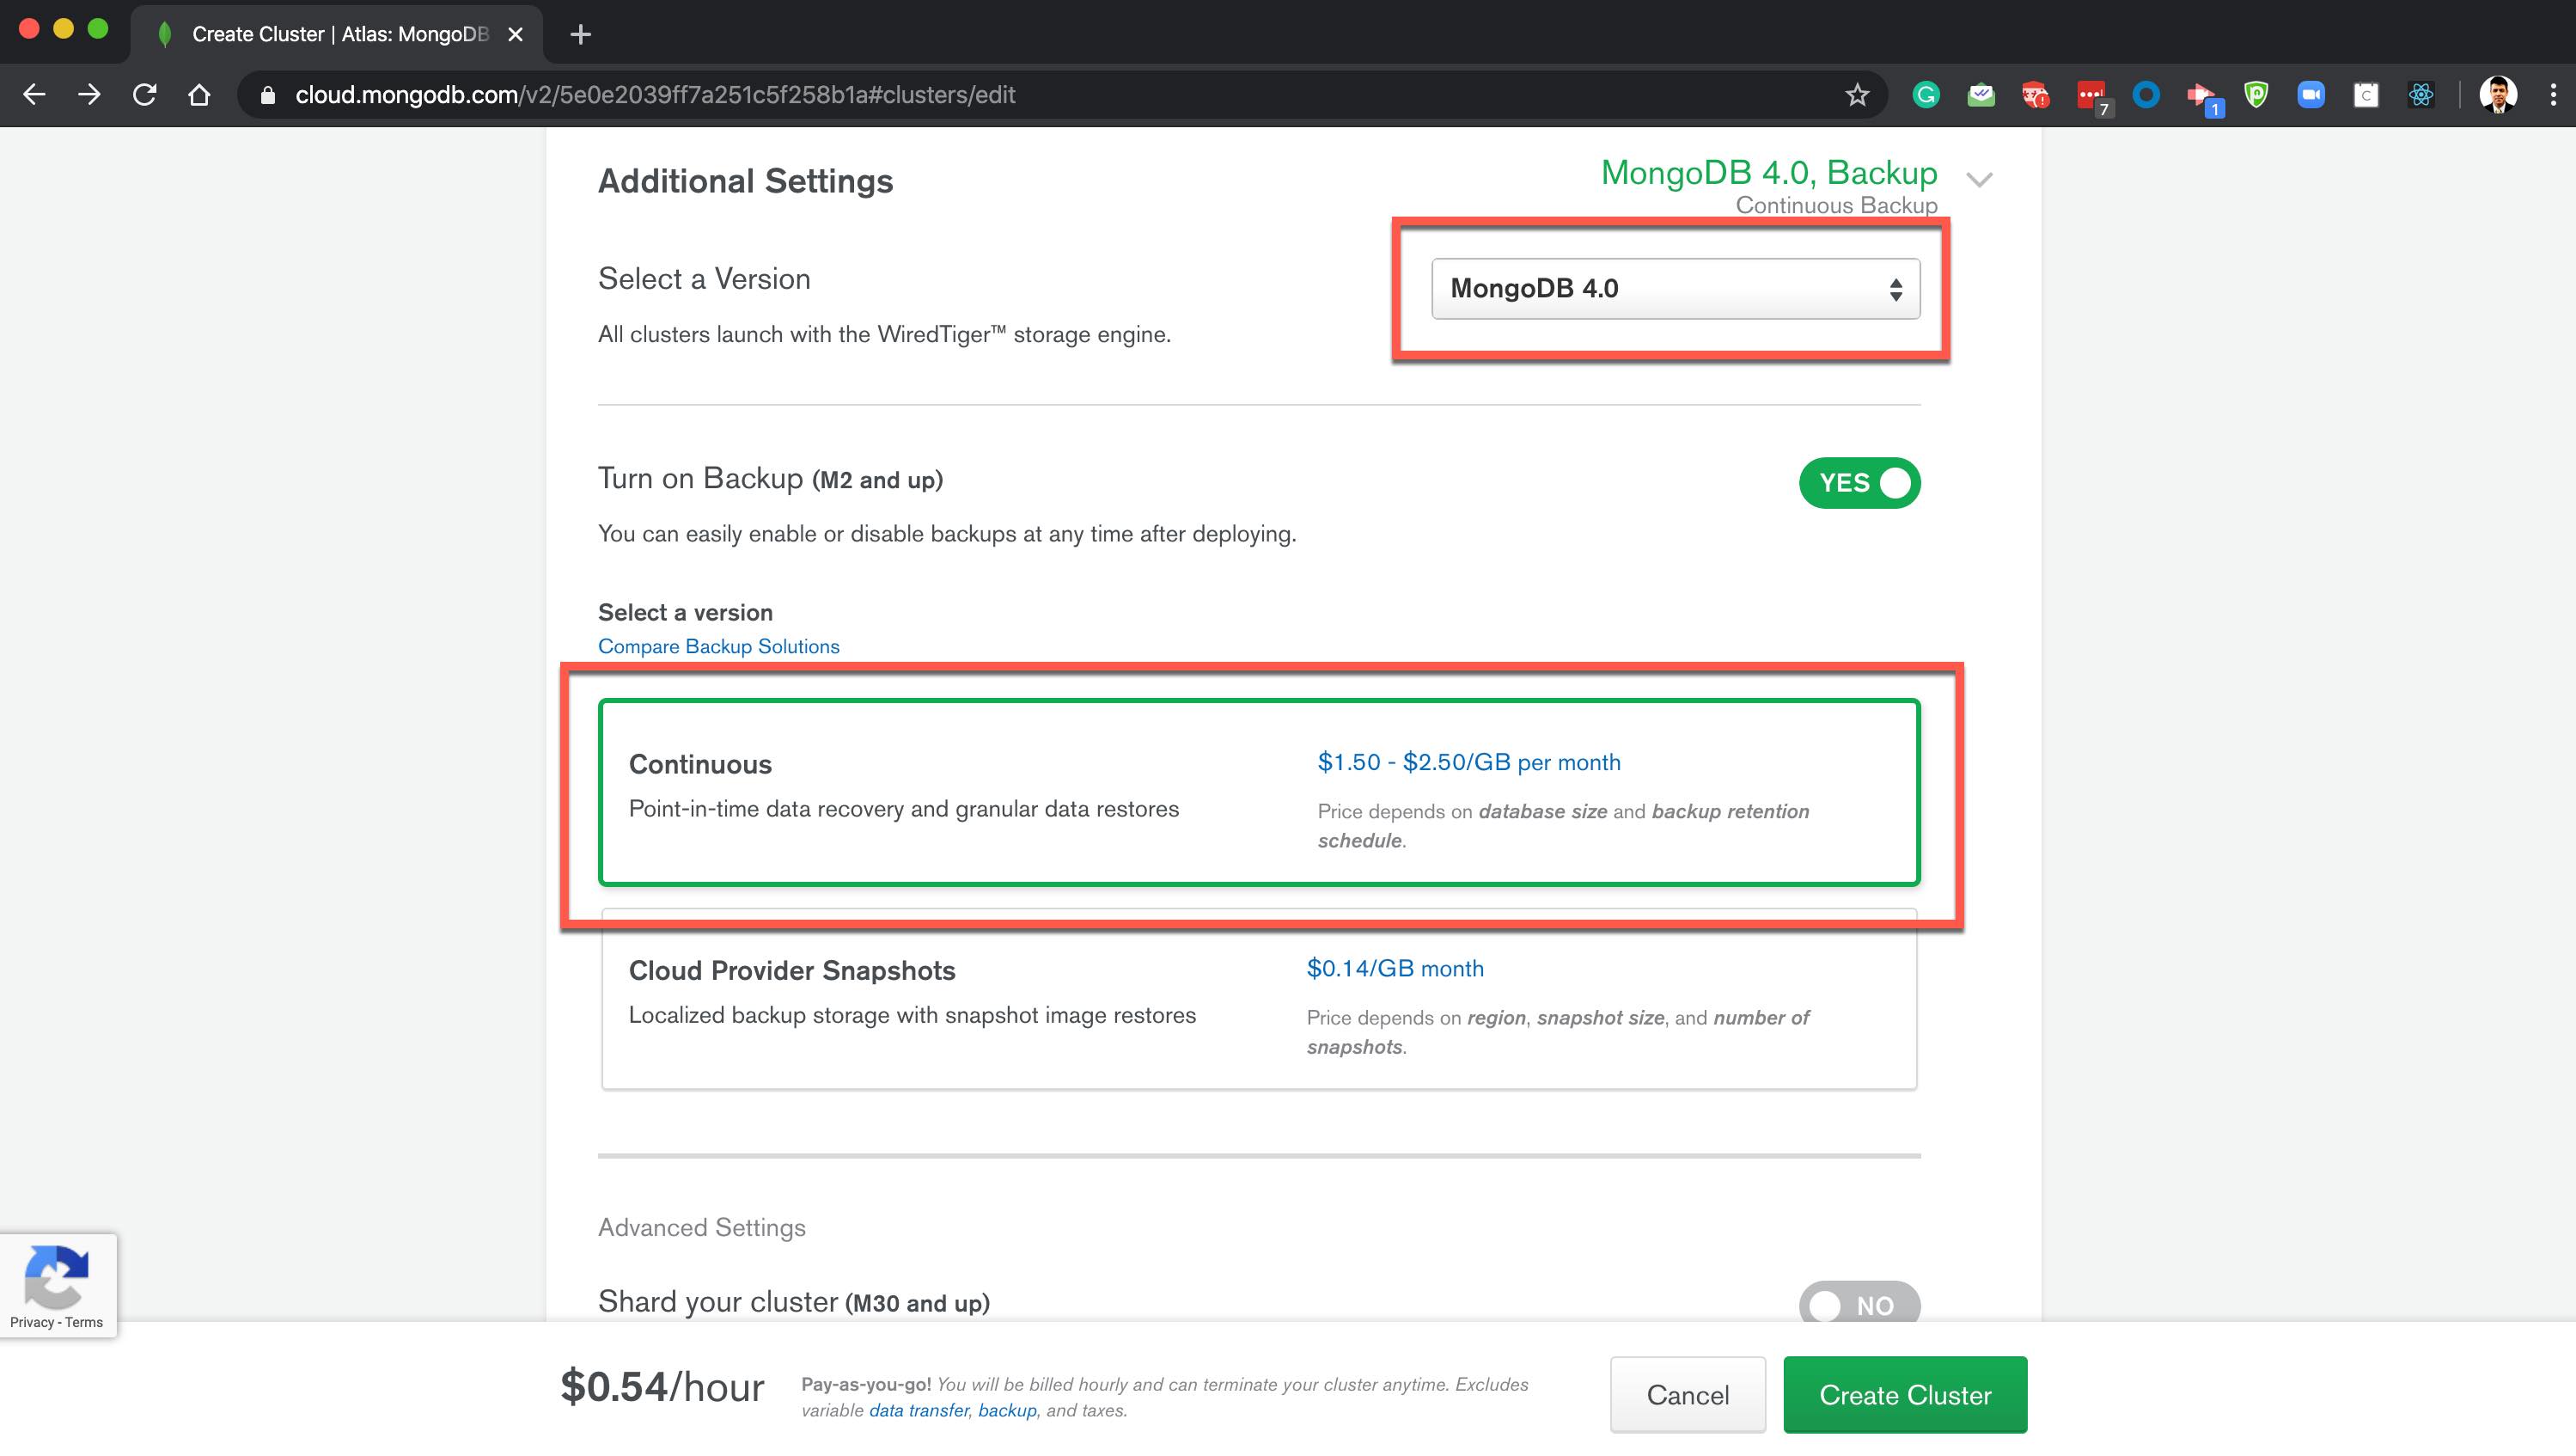 Create Cluster | Atlas: MongoDB
cloud.mongodb.com/v2/5e0e2039ff7a251c5f258b1a#clusters/edit
7
1
C
Additional Settings
MongoDB 4.0, Backup
Continuous Backup
Select a Version
MongoDB 4.0
All clusters launch with the WiredTiger™ storage engine.
Turn on Backup (M2 and up)
YES
You can easily enable or disable backups at any time after deploying.
Select a version
Compare Backup Solutions
Continuous
$1.50 - $2.50/GB per month
Point-in-time data recovery and granular data restores
Price depends on database size and backup retention
schedule.
Cloud Provider Snapshots
$0.14/GB month
Localized backup storage with snapshot image restores
Price depends on region, snapshot size, and number of
snapshots.
Advanced Settings
Shard your cluster (M30 and up)
NO
Privacy - Terms
$0.54/hour
Pay-as-you-go! You will be billed hourly and can terminate your cluster anytime. Excludes
variable data transfer, backup, and taxes.
Cancel
Create Cluster